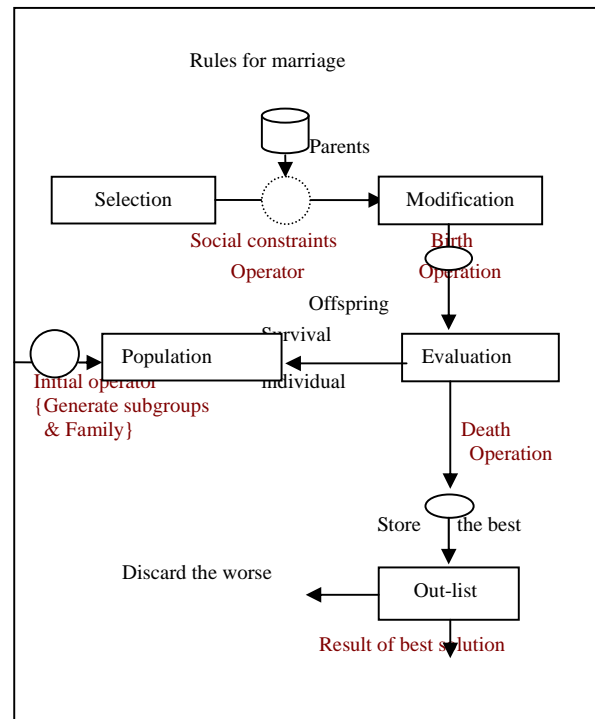 Rules for marriage
Parents
Selection
Modification
Social constraints
Operator
Birth
Operation
Offspring
Survival
individual
Population
Evaluation
Initial operator
{Generate subgroups
& Family}
Death
Operation
Store the best
Discard the worse
Out-list
Result of best solution